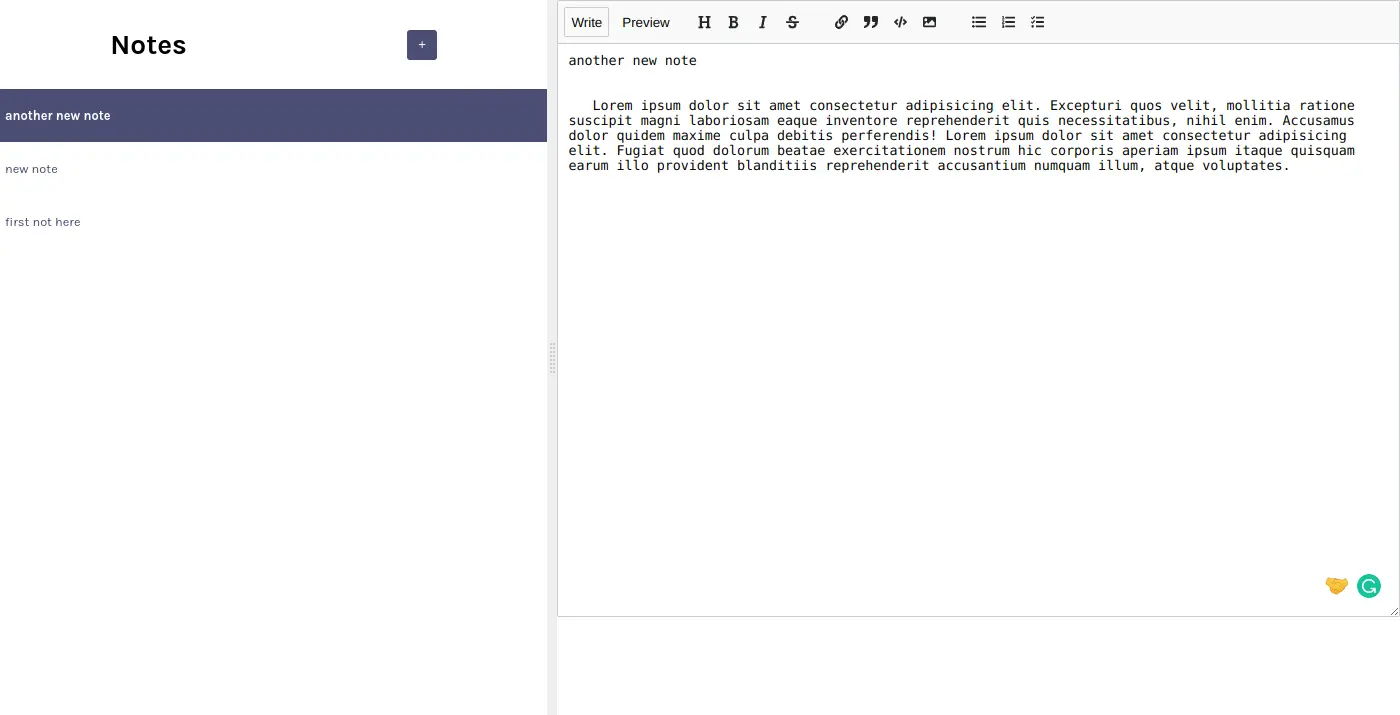 Notes
+
another new note
new note
first not here
Write Preview H B I S
another new note
Lorem ipsum dolor sit amet consectetur adipisicing elit. Excepturi quos velit, mollitia ratione
suscipit magni laboriosam eaque inventore reprehenderit quis necessitatibus, nihil enim. Accusamus
dolor quidem maxime culpa debitis perferendis! Lorem ipsum dolor sit amet consectetur adipisicing
elit. Fugiat quod dolorum beatae exercitationem nostrum hic corporis aperiam ipsum itaque quisquam
earum illo provident blanditiis reprehenderit accusantium numquam illum, atque voluptates.